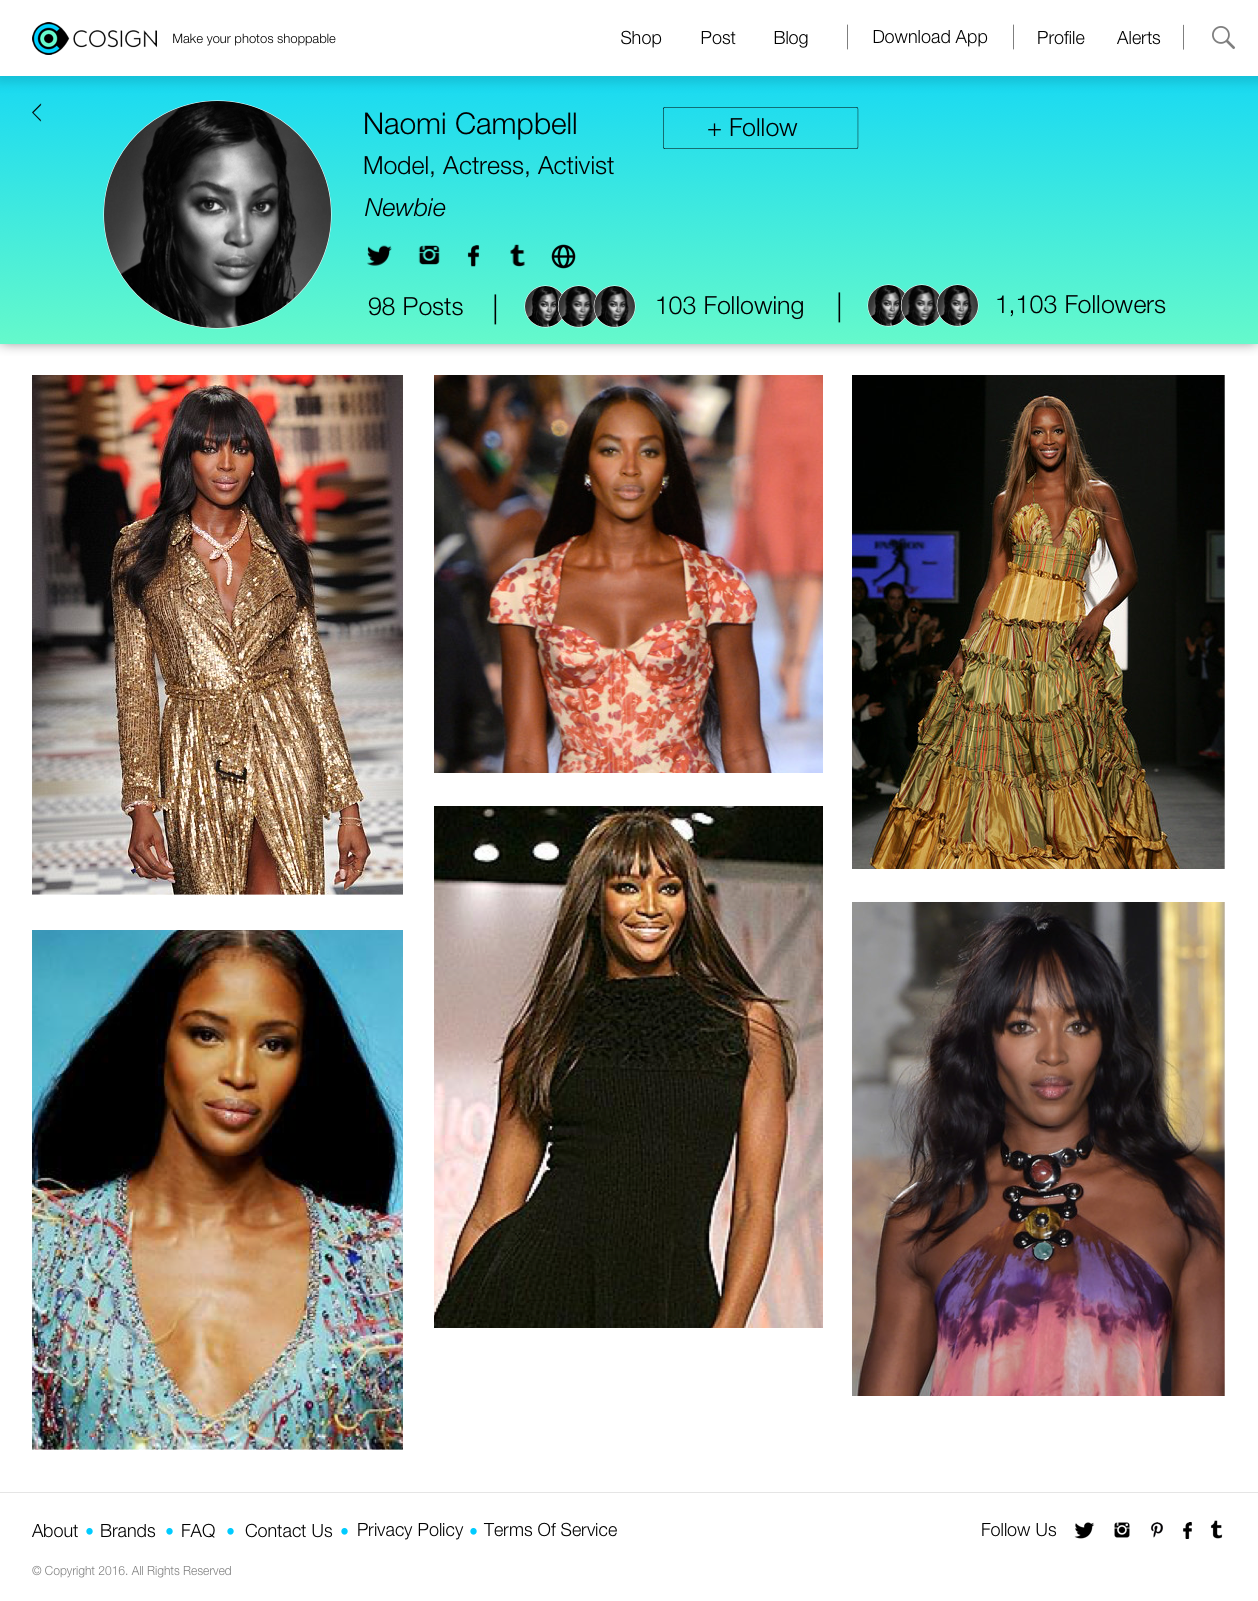 COSIGN Make your photos shoppable Shop Post Blog Download App Profile Alerts
Naomi Campbell
+ Follow
Model, Actress, Activist
Newbie
98 Posts | 103 Following | 1,103 Followers
About • Brands • FAQ • Contact Us • Privacy Policy • Terms Of Service Follow Us
© Copyright 2016. All Rights Reserved